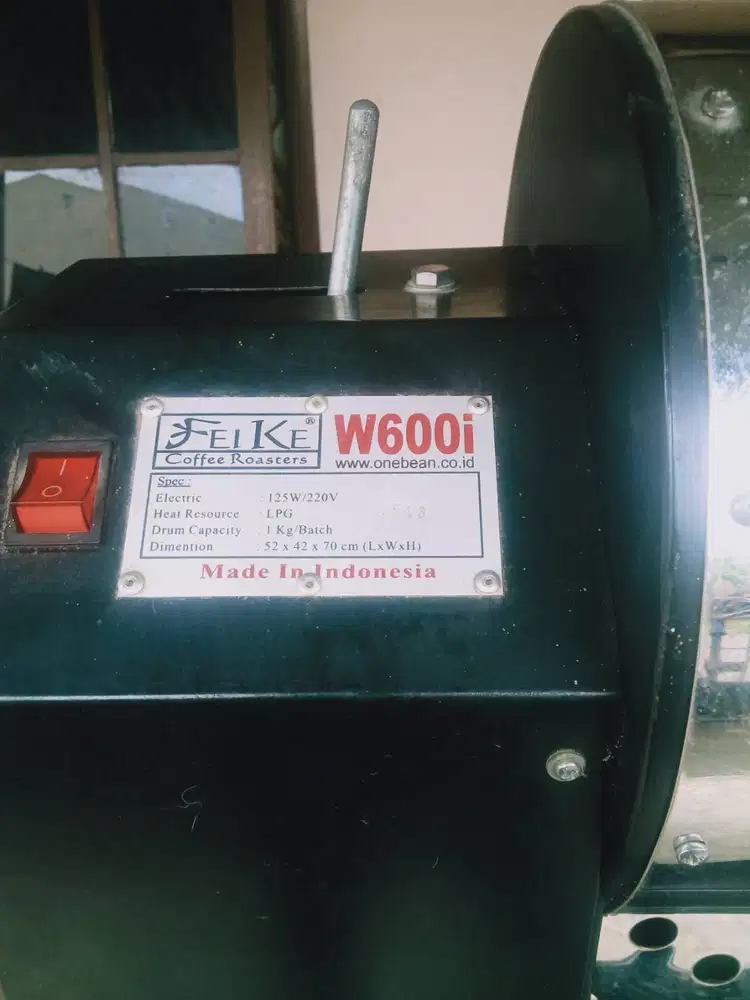 FEIKE®
Coffee Roasters
W600i
www.onebean.co.id
Spec :
Electric : 125W/220V
Heat Resource : LPG
Drum Capacity : 1 Kg/Batch
Dimention : 52 x 42 x 70 cm (LxWxH)
Made In Indonesia